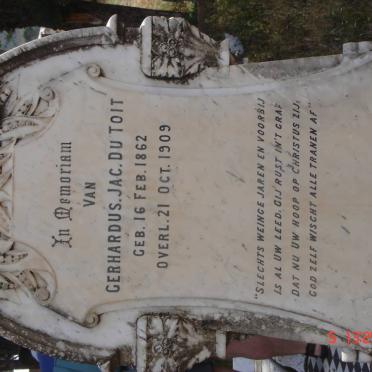 In Memoriam
VAN
GERHARDUS.JAC.DU TOIT
GEB.16 FEB.1862
OVERL.21 OCT.1909
"SLECHTS WEINGE JAREN EN VOORBIJ
IS AL UW LEED. GIJ RUST IN'T GRAF
DAT NU UW HOOP OP CHRISTUS ZIJ,
GOD ZELF WISCHT ALLE TRANEN AF"